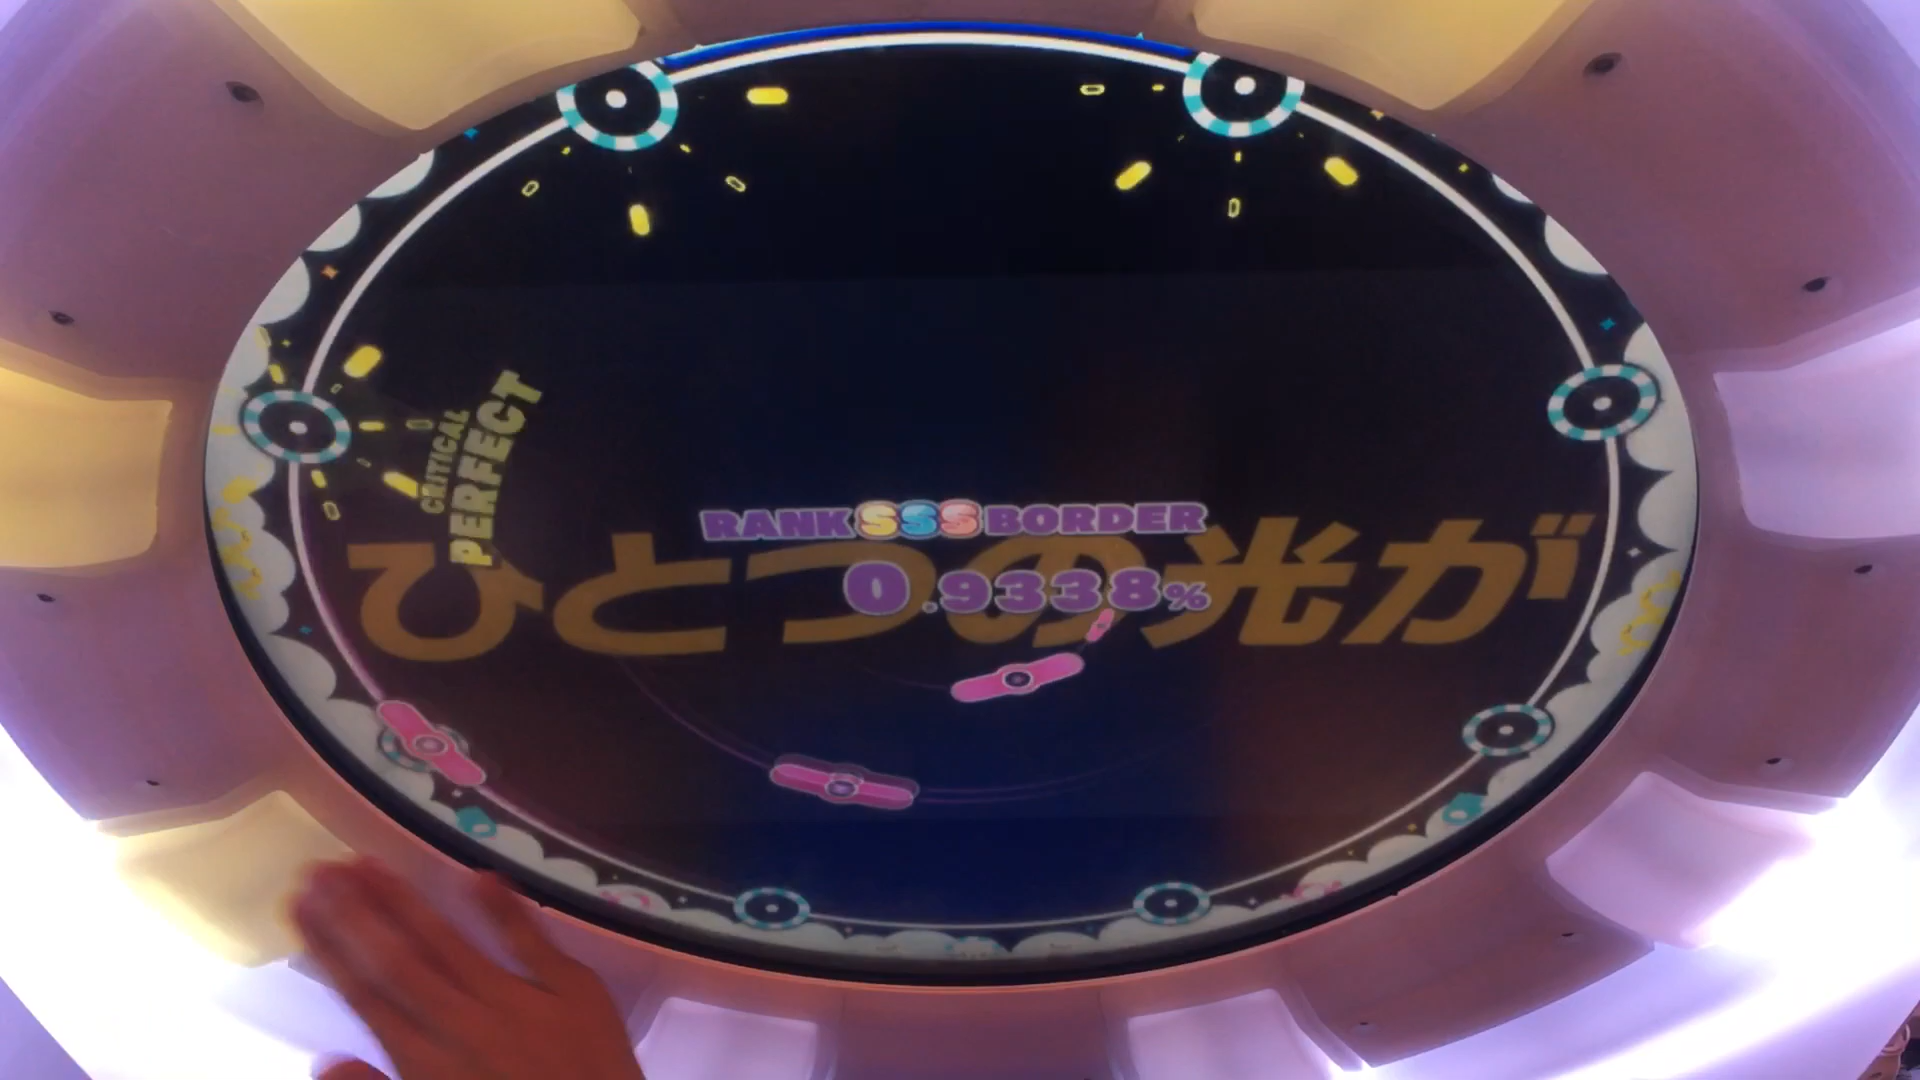 CRITICAL
PERFECT
RANK SSS BORDER
0.9338%
ひとつの光が